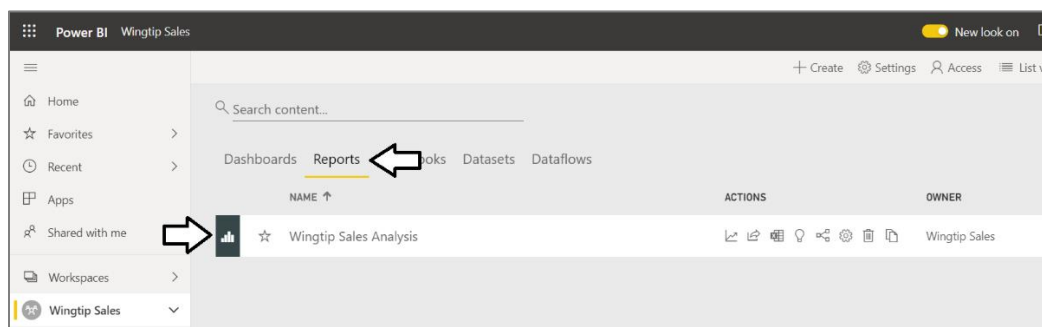 Power BI Wingtip Sales New look on
Create Settings Access List
Home
Search content...
Favorites
Dashboards Reports Datasets Dataflows
Recent
Apps NAME ACTIONS OWNER
Shared with me Wingtip Sales Analysis Wingtip Sales
Workspaces
Wingtip Sales